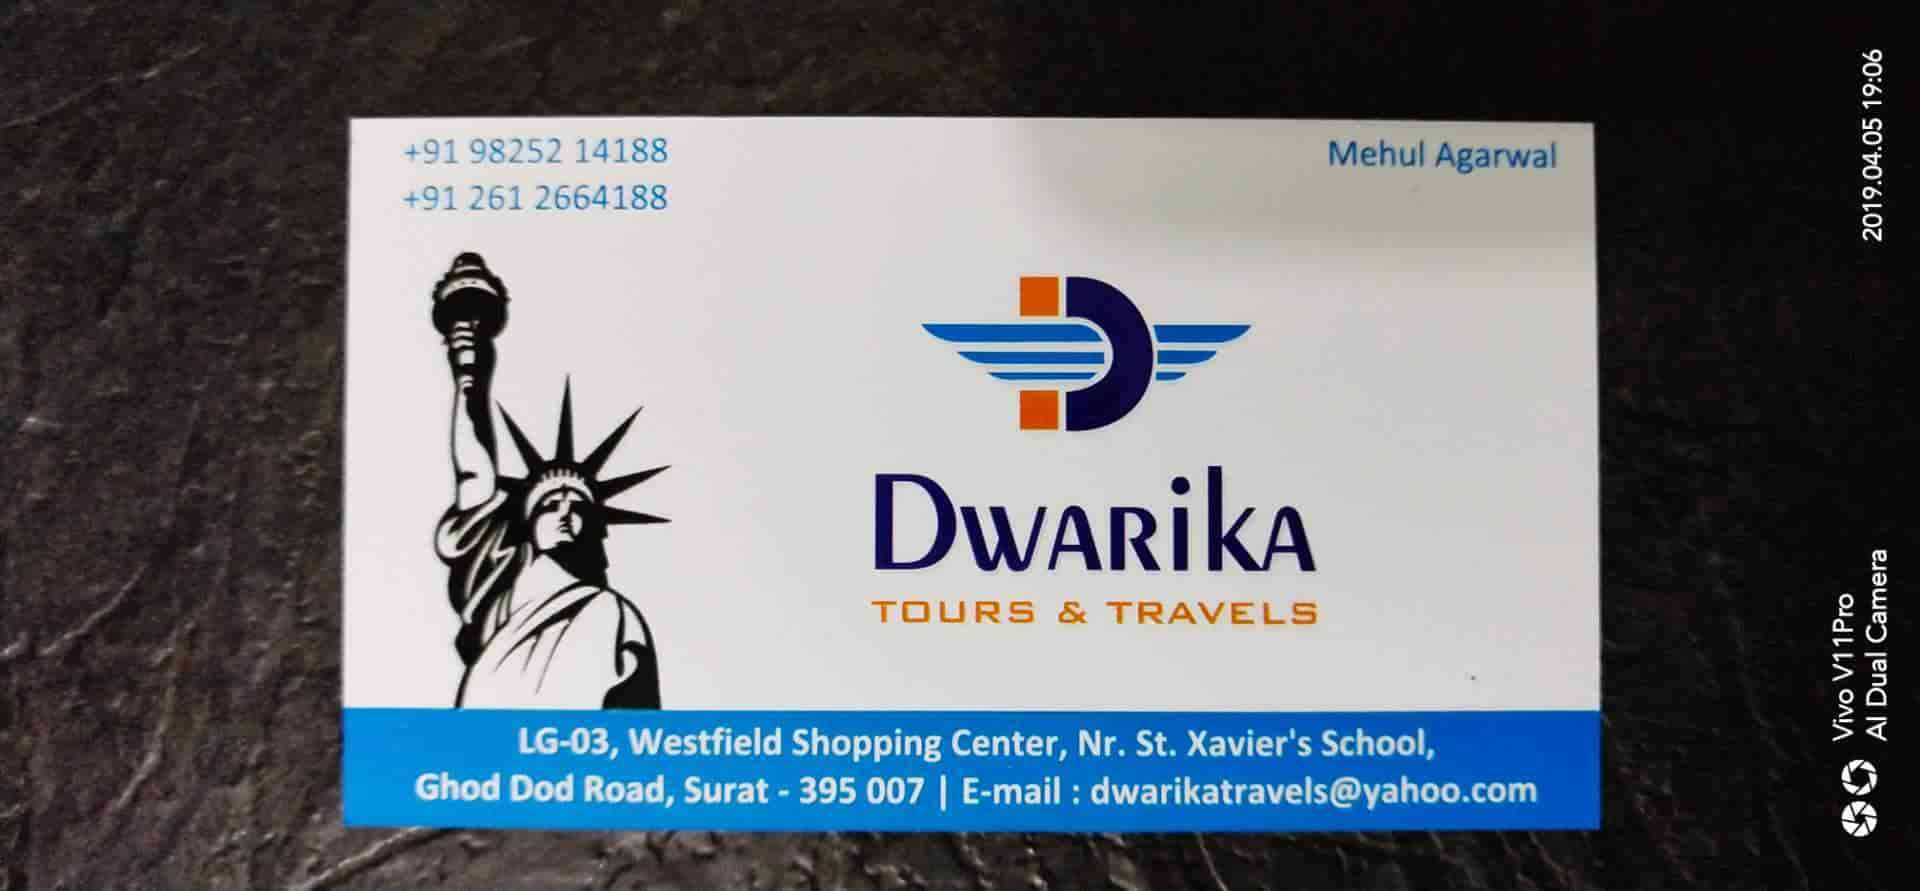 +91 98252 14188
+91 261 2664188
Mehul Agarwal
DWARiKA
TOURS & TRAVELS
LG-03, Westfield Shopping Center, Nr. St. Xavier's School,
Ghod Dod Road, Surat - 395 007 | E-mail : dwarikatravels@yahoo.com
2019.04.05 19:06
Vivo V11Pro
AI Dual Camera